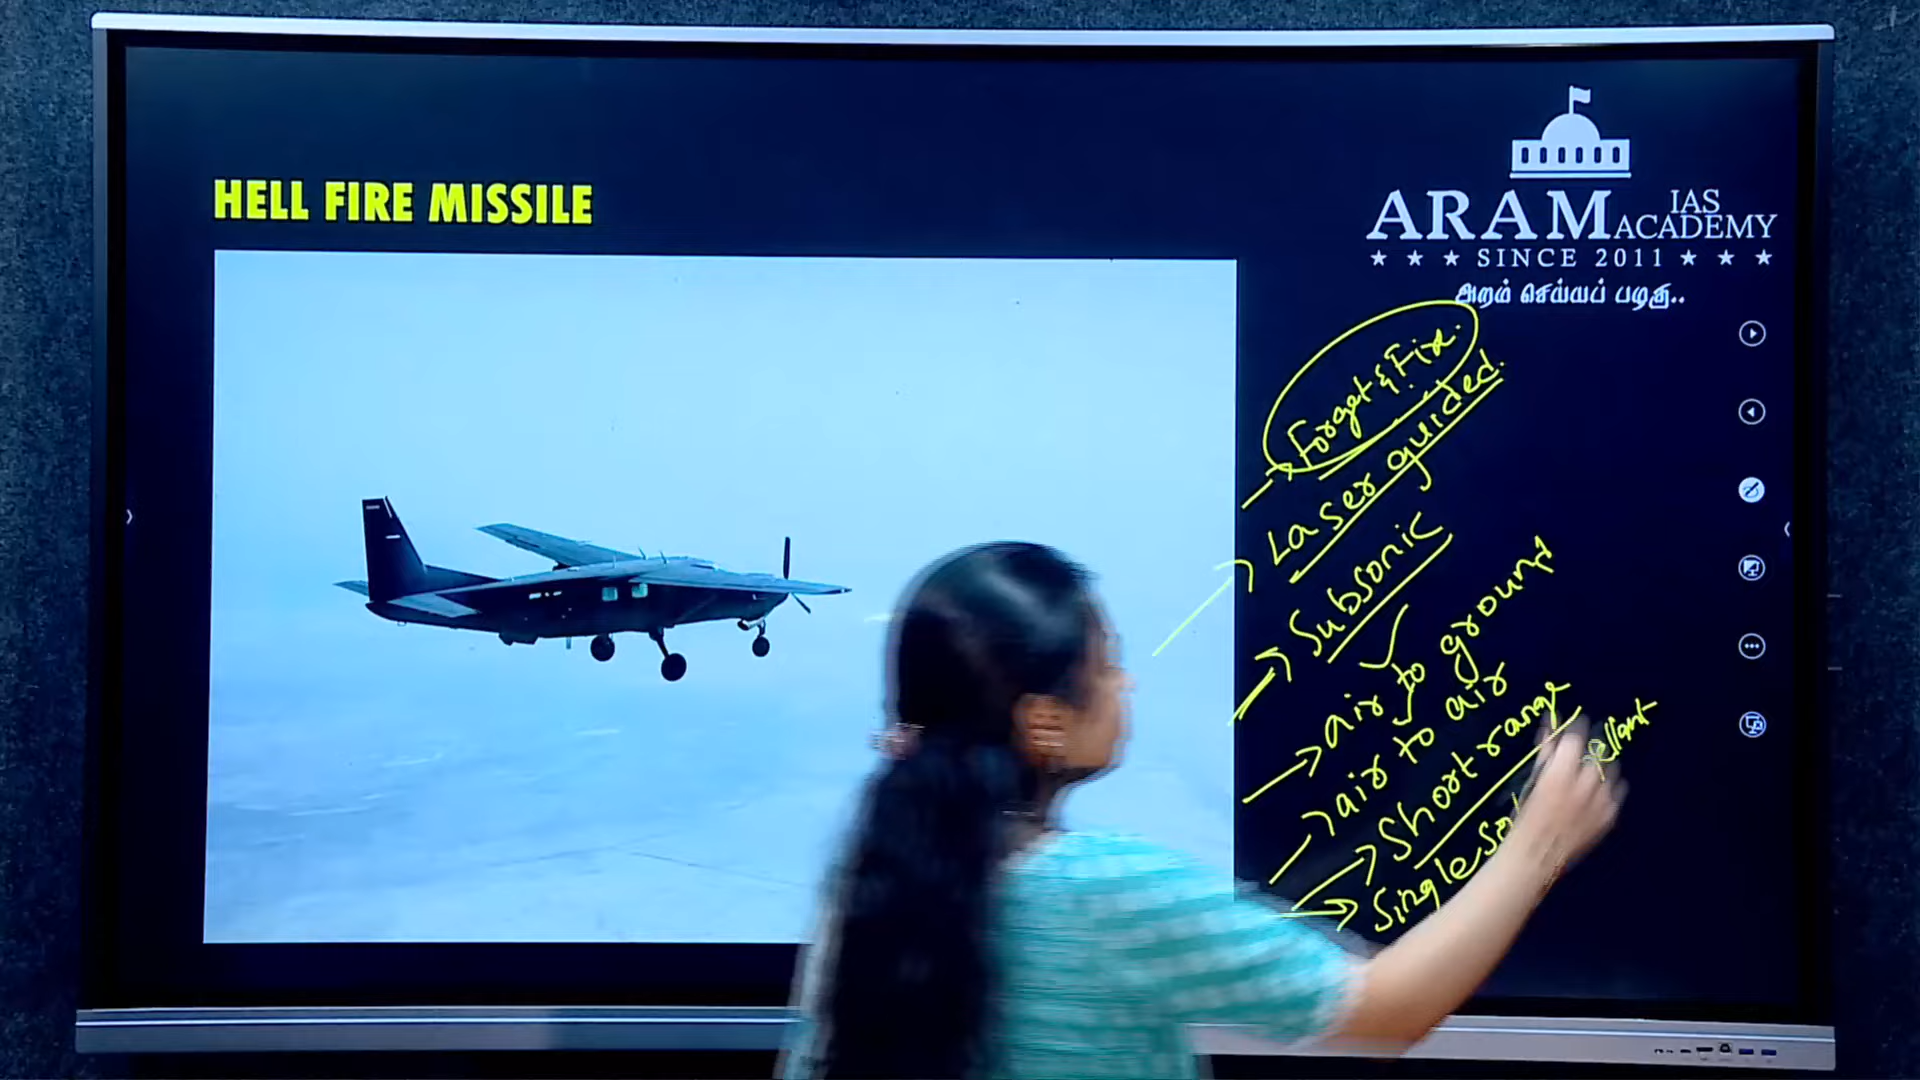 HELL FIRE MISSILE
ARAM IAS ACADEMY
★ ★ ★ SINCE 2011 ★ ★ ★
அறம் செய்யப் பழகு..
Forget & Fire.
Laser guided.
Subsonic
air to ground
air to air
Short range
Single